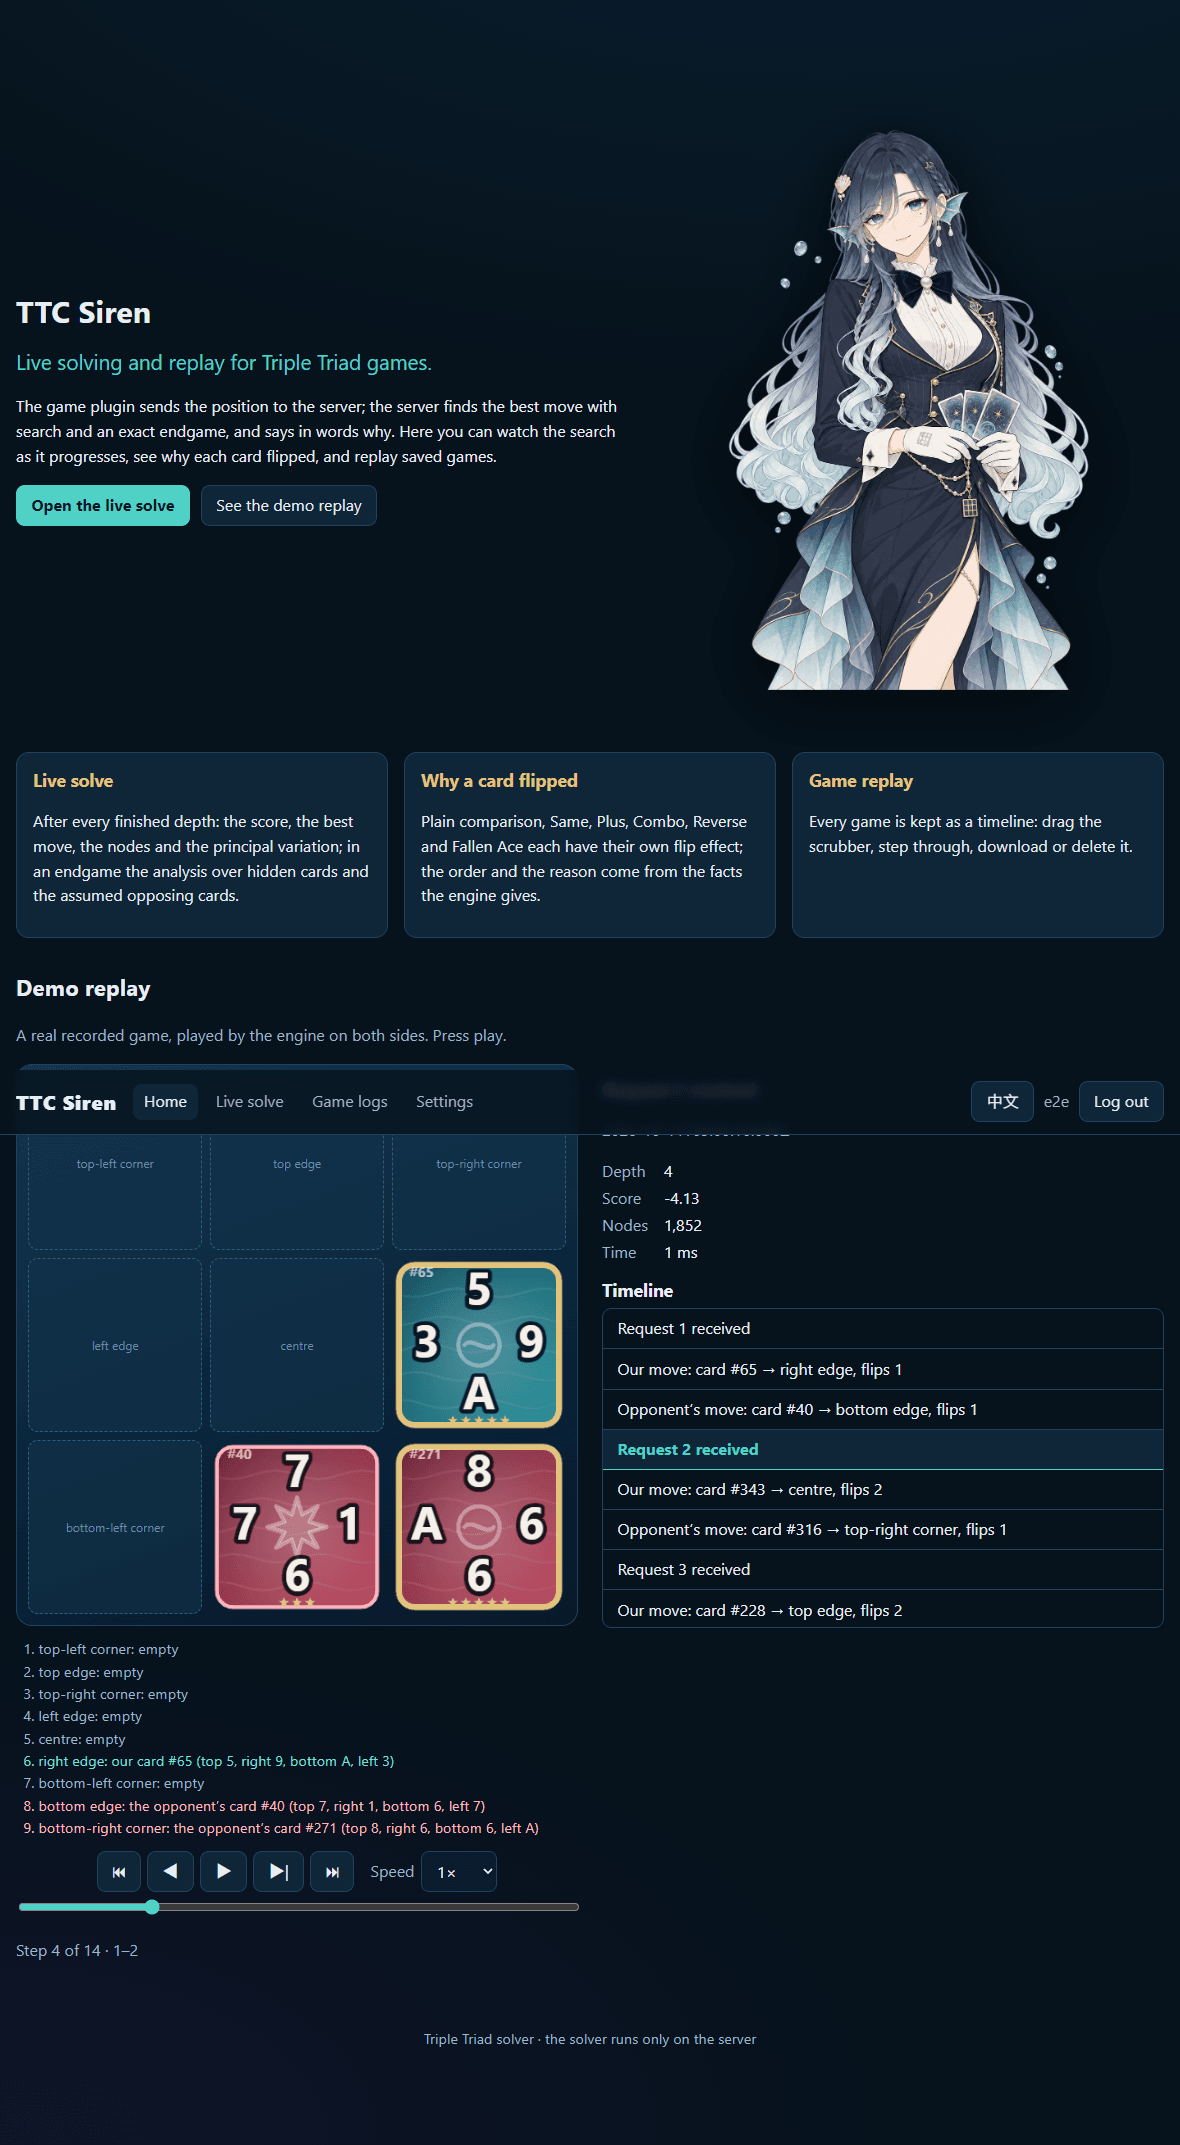 TTC Siren
Live solving and replay for Triple Triad games.
The game plugin sends the position to the server; the server finds the best move with
search and an exact endgame, and says in words why. Here you can watch the search
as it progresses, see why each card flipped, and replay saved games.
Open the live solve
See the demo replay
Live solve
After every finished depth: the score, the best
move, the nodes and the principal variation; in
an endgame the analysis over hidden cards and
the assumed opposing cards.
Why a card flipped
Plain comparison, Same, Plus, Combo, Reverse
and Fallen Ace each have their own flip effect;
the order and the reason come from the facts
the engine gives.
Game replay
Every game is kept as a timeline: drag the
scrubber, step through, download or delete it.
Demo replay
A real recorded game, played by the engine on both sides. Press play.
TTC Siren
Home
Live solve
Game logs
Settings
中文
e2e
Log out
top-left corner
top edge
top-right corner
left edge
centre
#65
5
3
9
A
bottom-left corner
#40
7
7
1
6
#271
8
A
6
6
Depth 4
Score -4.13
Nodes 1,852
Time 1 ms
Timeline
Request 1 received
Our move: card #65 → right edge, flips 1
Opponent’s move: card #40 → bottom edge, flips 1
Request 2 received
Our move: card #343 → centre, flips 2
Opponent’s move: card #316 → top-right corner, flips 1
Request 3 received
Our move: card #228 → top edge, flips 2
1. top-left corner: empty
2. top edge: empty
3. top-right corner: empty
4. left edge: empty
5. centre: empty
6. right edge: our card #65 (top 5, right 9, bottom A, left 3)
7. bottom-left corner: empty
8. bottom edge: the opponent’s card #40 (top 7, right 1, bottom 6, left 7)
9. bottom-right corner: the opponent’s card #271 (top 8, right 6, bottom 6, left A)
Speed
1×
Step 4 of 14 · 1–2
Triple Triad solver · the solver runs only on the server